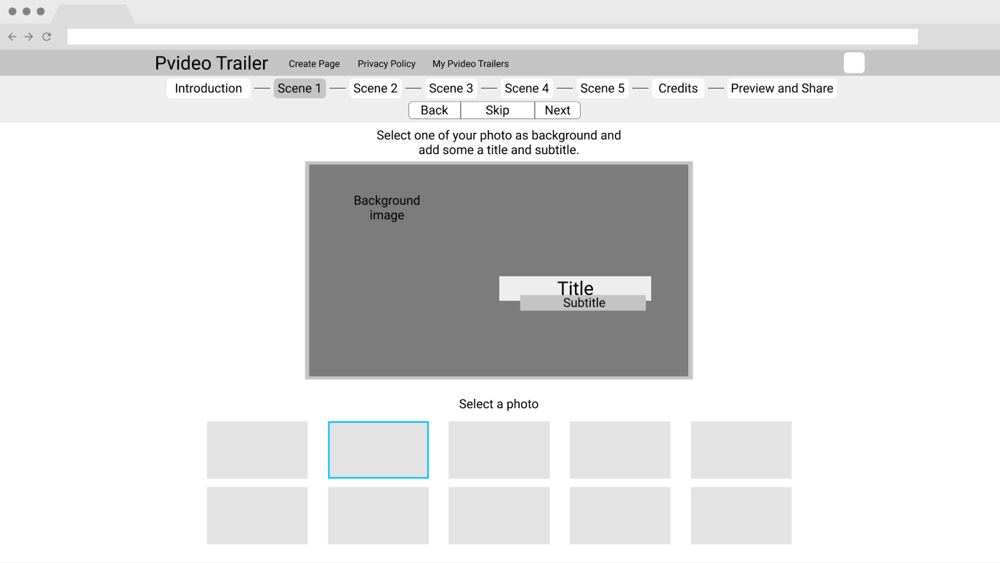 Pvideo Trailer Create Page Privacy Policy My Pvideo Trailers
Introduction Scene 1 Scene 2 Scene 3 Scene 4 Scene 5 Credits Preview and Share
Back Skip Next
Select one of your photo as background and
add some a title and subtitle.
Background
image
Title
Subtitle
Select a photo